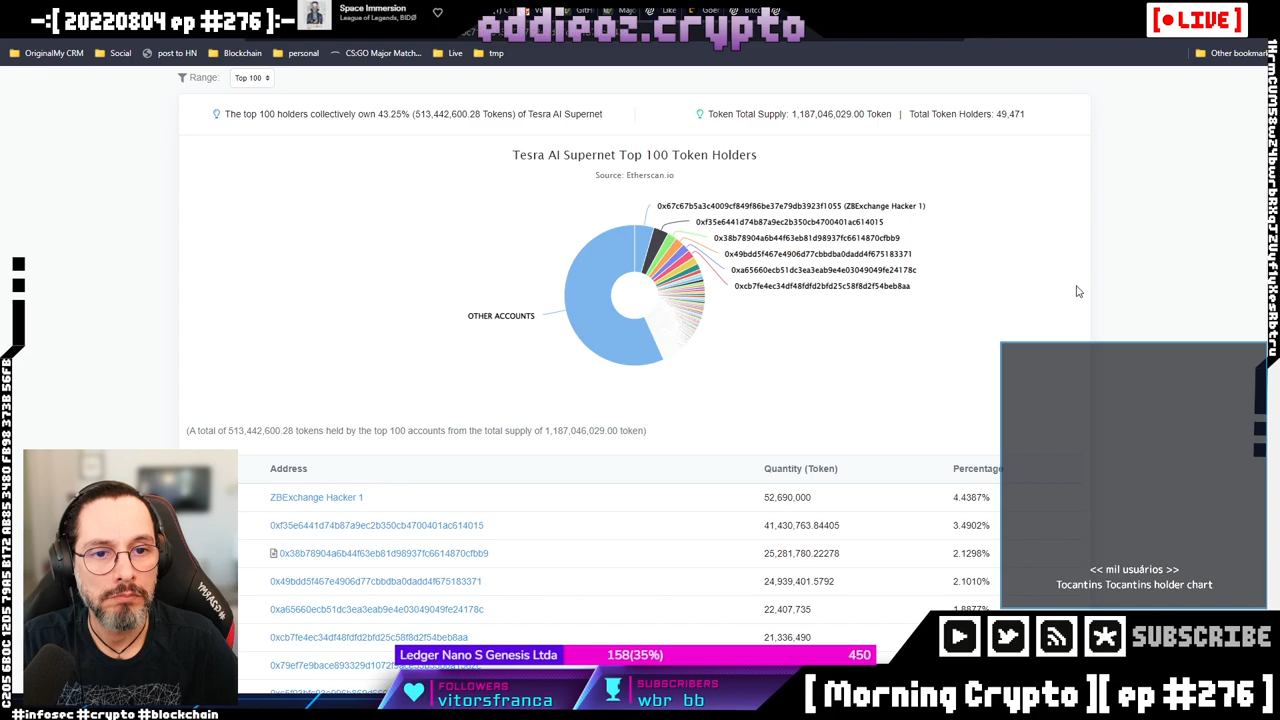 -:[ 20220804 ep #276 ]:-
Space Immersion
League of Legends, BIDØ
eddieoz.crypto
[ LIVE ]
OriginalMy CRM
Social
post to HN
Blockchain
personal
CS:GO Major Match...
Live
tmp
Other bookmar
Range:
Top 100
The top 100 holders collectively own 43.25% (513,442,600.28 Tokens) of Tesra AI Supernet
Token Total Supply: 1,187,046,029.00 Token | Total Token Holders: 49,471
Tesra AI Supernet Top 100 Token Holders
Source: Etherscan.io
0x67c67b5a3c4009cf849f86be37e79db3923f1055 (ZBExchange Hacker 1)
0xf35e6441d74b87a9ec2b350cb4700401ac614015
0x38b78904a6b44f63eb81d98937fc6614870cfbb9
0x49bdd5f467e4906d77cbbdba0dadd4f675183371
0xa65660ecb51dc3ea3eab9e4e03049049fe24178c
0xcb7fe4ec34df48fdfd2bfd25c58f8d2f54beb8aa
OTHER ACCOUNTS
(A total of 513,442,600.28 tokens held by the top 100 accounts from the total supply of 1,187,046,029.00 token)
Address Quantity (Token) Percentage
ZBExchange Hacker 1 52,690,000 4.4387%
0xf35e6441d74b87a9ec2b350cb4700401ac614015 41,430,763.84405 3.4902%
0x38b78904a6b44f63eb81d98937fc6614870cfbb9 25,281,780.22278 2.1298%
0x49bdd5f467e4906d77cbbdba0dadd4f675183371 24,939,401.5792 2.1010%
0xa65660ecb51dc3ea3eab9e4e03049049fe24178c 22,407,735 1.8877%
0xcb7fe4ec34df48fdfd2bfd25c58f8d2f54beb8aa 21,336,490
<< mil usuários >>
Tocantins Tocantins holder chart
SUBSCRIBE
Ledger Nano S Genesis Ltda 158(35%) 450
FOLLOWERS
vitorsfranca
SUBSCRIBERS
wbr_bb
[ Morning Crypto ][ ep #276 ]
#infosec #crypto #blockchain